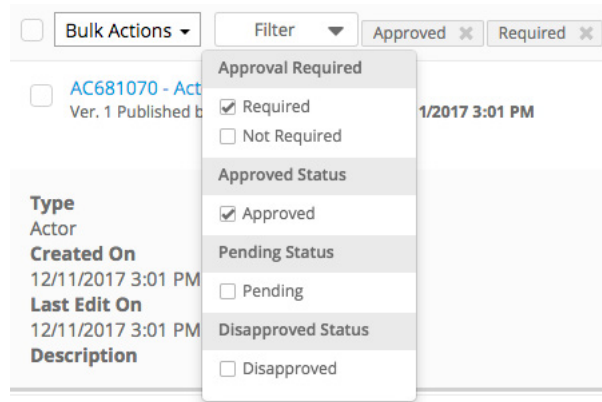 Bulk Actions
Filter
Approved
Required
Approval Required
AC681070 - Act
Required
Ver. 1 Published b
1/2017 3:01 PM
Not Required
Approved Status
Type
Approved
Actor
Created On
Pending Status
12/11/2017 3:01 PM
Pending
Last Edit On
12/11/2017 3:01 PM
Disapproved Status
Description
Disapproved